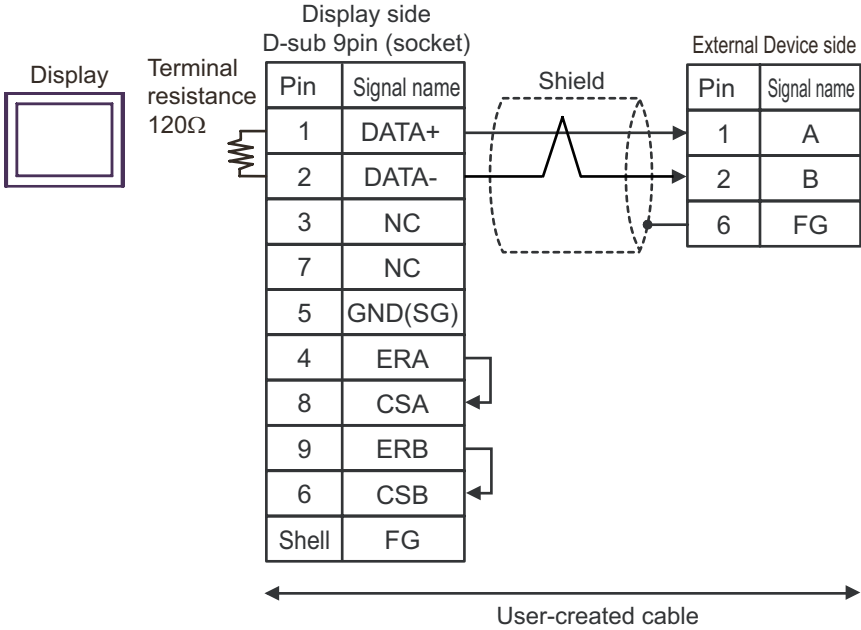 Display side
D-sub 9pin (socket)
External Device side
Display
Terminal
resistance
120Ω
Shield
Pin Signal name
1 DATA+
2 DATA-
3 NC
7 NC
5 GND(SG)
4 ERA
8 CSA
9 ERB
6 CSB
Shell FG
Pin Signal name
1 A
2 B
6 FG
User-created cable